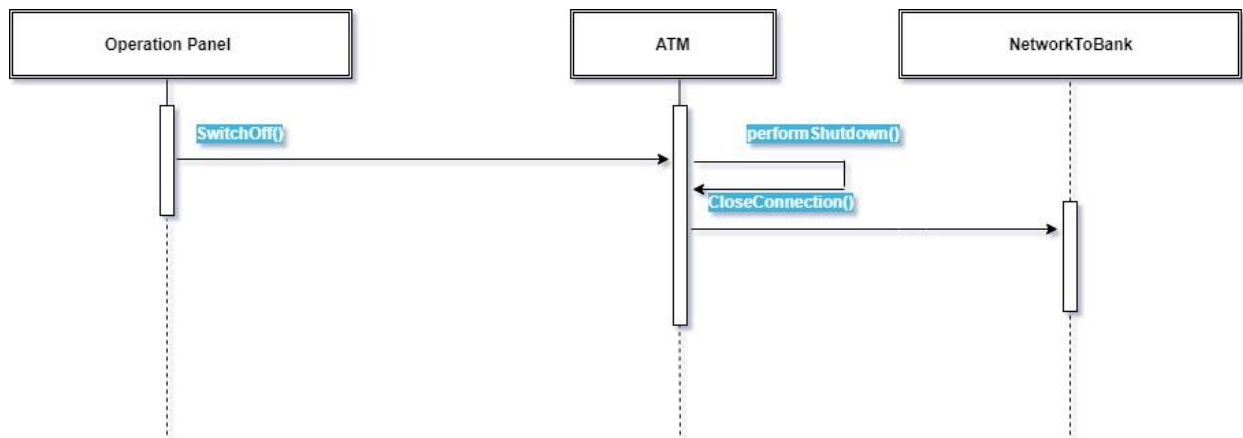 Operation Panel
ATM
NetworkToBank
SwitchOff()
performShutdown()
CloseConnection()